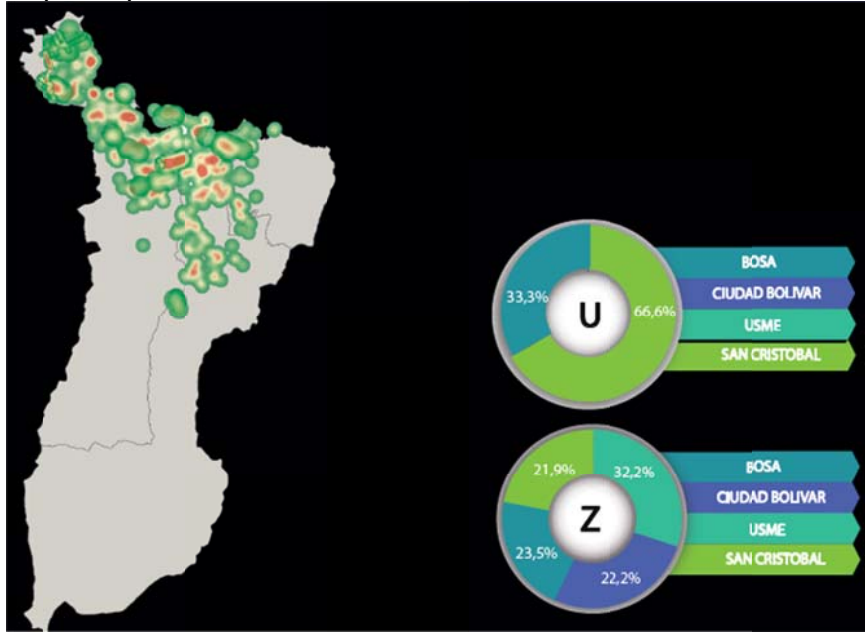 33,3%
66,6%
U
BOSA
CIUDAD BOLIVAR
USME
SAN CRISTOBAL
21,9%
32,2%
Z
23,5%
22,2%
BOSA
CIUDAD BOLIVAR
USME
SAN CRISTOBAL